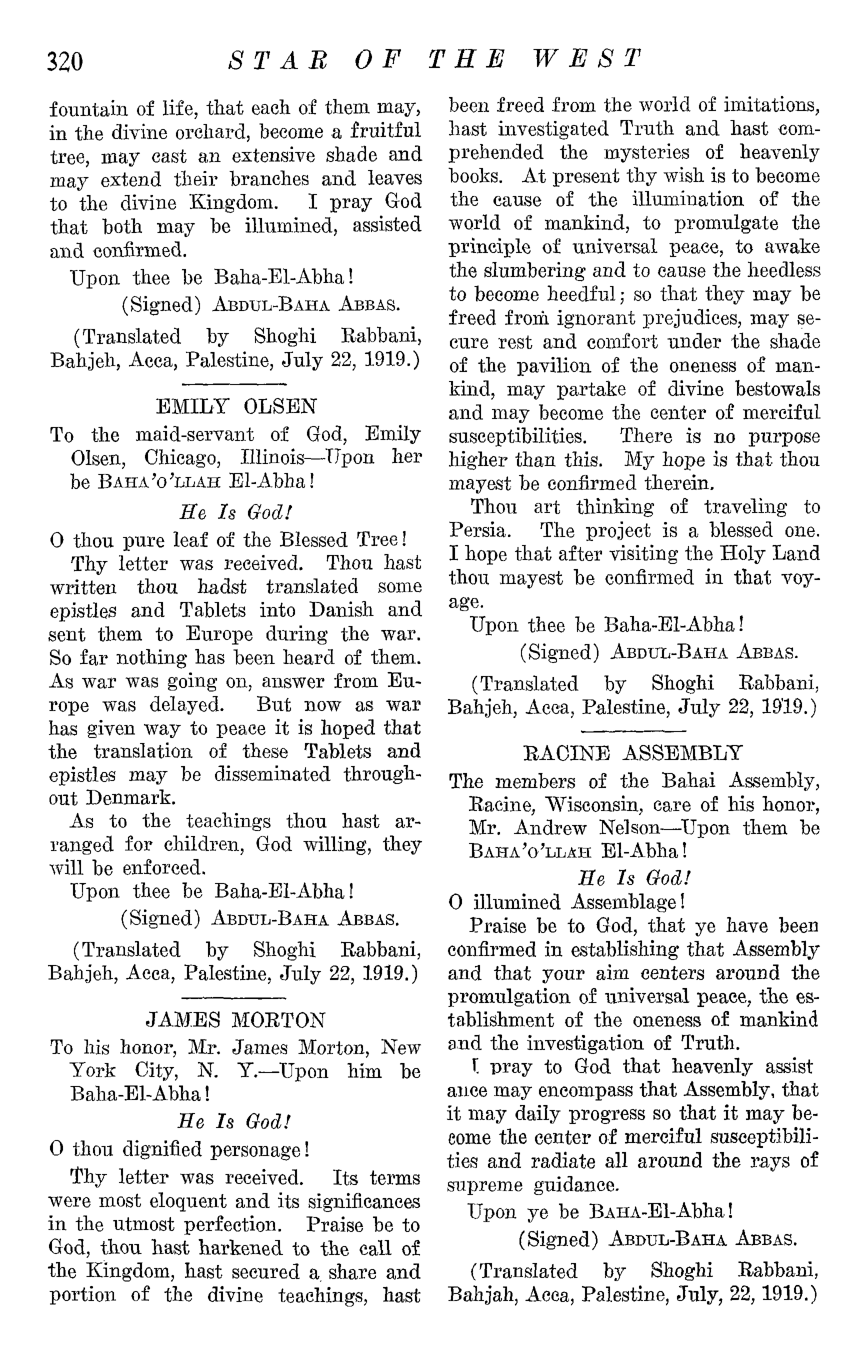 320 STAR OF THE WEST
fountain of life, that each of them may,
in the divine orchard, become a fruitful
tree, may cast an extensive shade and
may extend their branches and leaves
to the divine Kingdom. I pray God
that both may be illumined, assisted
and confirmed.
Upon thee be Baha-El-Abha!
(Signed) ABDUL-BAHA ABBAS.
(Translated by Shoghi Rabbani,
Bahjeh, Acca, Palestine, July 22, 1919.)
EMILY OLSEN
To the maid-servant of God, Emily
Olsen, Chicago, Illinois—Upon her
be BAHA'O'LLAH El-Abha!
He Is God!
O thou pure leaf of the Blessed Tree!
Thy letter was received. Thou hast
written thou hadst translated some
epistles and Tablets into Danish and
sent them to Europe during the war.
So far nothing has been heard of them.
As war was going on, answer from Eu-
rope was delayed. But now as war
has given way to peace it is hoped that
the translation of these Tablets and
epistles may be disseminated through-
out Denmark.
As to the teachings thou hast ar-
ranged for children, God willing, they
will be enforced.
Upon thee be Baha-El-Abha!
(Signed) ABDUL-BAHA ABBAS.
(Translated by Shoghi Rabbani,
Bahjeh, Acca, Palestine, July 22, 1919.)
JAMES MORTON
To his honor, Mr. James Morton, New
York City, N. Y.—Upon him be
Baha-El-Abha!
He Is God!
O thou dignified personage!
Thy letter was received. Its terms
were most eloquent and its significances
in the utmost perfection. Praise be to
God, thou hast harkened to the call of
the Kingdom, hast secured a share and
portion of the divine teachings, hast
been freed from the world of imitations,
hast investigated Truth and hast com-
prehended the mysteries of heavenly
books. At present thy wish is to become
the cause of the illumination of the
world of mankind, to promulgate the
principle of universal peace, to awake
the slumbering and to cause the heedless
to become heedful; so that they may be
freed from ignorant prejudices, may se-
cure rest and comfort under the shade
of the pavilion of the oneness of man-
kind, may partake of divine bestowals
and may become the center of merciful
susceptibilities. There is no purpose
higher than this. My hope is that thou
mayest be confirmed therein.
Thou art thinking of traveling to
Persia. The project is a blessed one.
I hope that after visiting the Holy Land
thou mayest be confirmed in that voy-
age.
Upon thee be Baha-El-Abha!
(Signed) ABDUL-BAHA ABBAS.
(Translated by Shoghi Rabbani,
Bahjeh, Acca, Palestine, July 22, 1919.)
RACINE ASSEMBLY
The members of the Bahai Assembly,
Racine, Wisconsin, care of his honor,
Mr. Andrew Nelson—Upon them be
BAHA'O'LLAH El-Abha!
He Is God!
O illumined Assemblage!
Praise be to God, that ye have been
confirmed in establishing that Assembly
and that your aim centers around the
promulgation of universal peace, the es-
tablishment of the oneness of mankind
and the investigation of Truth.
I pray to God that heavenly assist
ance may encompass that Assembly, that
it may daily progress so that it may be-
come the center of merciful susceptibili-
ties and radiate all around the rays of
supreme guidance.
Upon ye be BAHA-El-Abha!
(Signed) ABDUL-BAHA ABBAS.
(Translated by Shoghi Rabbani,
Bahjah, Acca, Palestine, July, 22, 1919.)